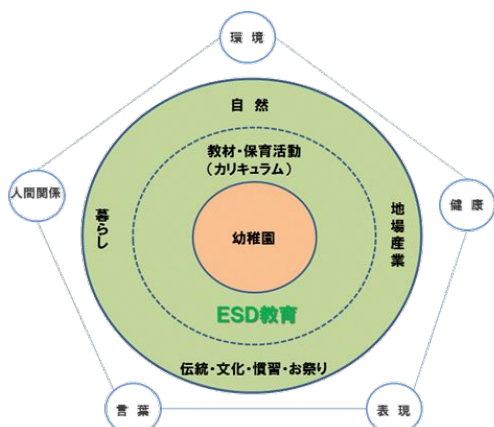 環 境
自 然
教材・保育活動
(カリキュラム)
人間関係
健 康
暮らし
地場産業
幼稚園
ESD教育
伝統・文化・慣習・お祭り
言 葉
表 現